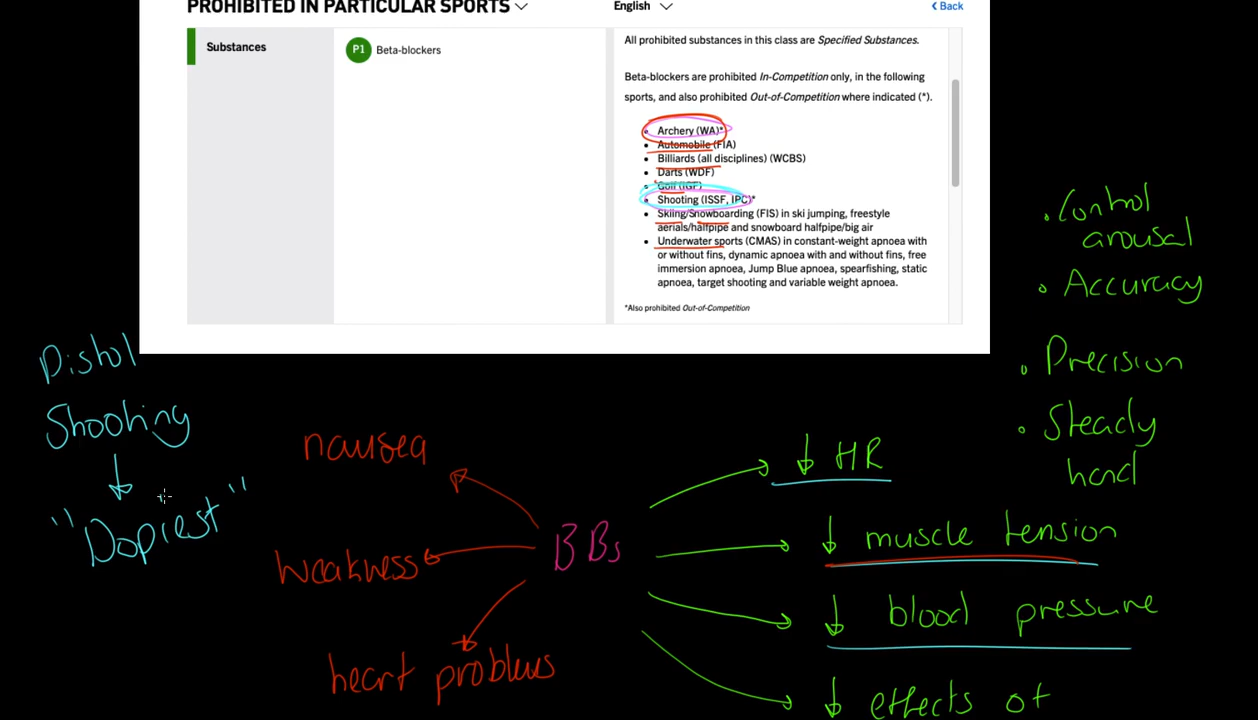 PROHIBITED IN PARTICULAR SPORTS
English
Back
Substances
P1 Beta-blockers
All prohibited substances in this class are Specified Substances.
Beta-blockers are prohibited In-Competition only, in the following
sports, and also prohibited Out-of-Competition where indicated (*).
• Archery (WA)*
• Automobile (FIA)
• Billiards (all disciplines) (WCBS)
• Darts (WDF)
• Golf (IGF)
• Shooting (ISSF, IPC)*
• Skiing/Snowboarding (FIS) in ski jumping, freestyle
aerials/halfpipe and snowboard halfpipe/big air
• Underwater sports (CMAS) in constant-weight apnoea with
or without fins, dynamic apnoea with and without fins, free
immersion apnoea, Jump Blue apnoea, spearfishing, static
apnoea, target shooting and variable weight apnoea.
*Also prohibited Out-of-Competition
• Control
arousal
• Accuracy
• Precision
• Steady
hand
Pistol
Shooting
↓
"Dopiest"
nausea
weakness
heart problems
BBs
↓ HR
↓ muscle tension
↓ blood pressure
↓ effects of